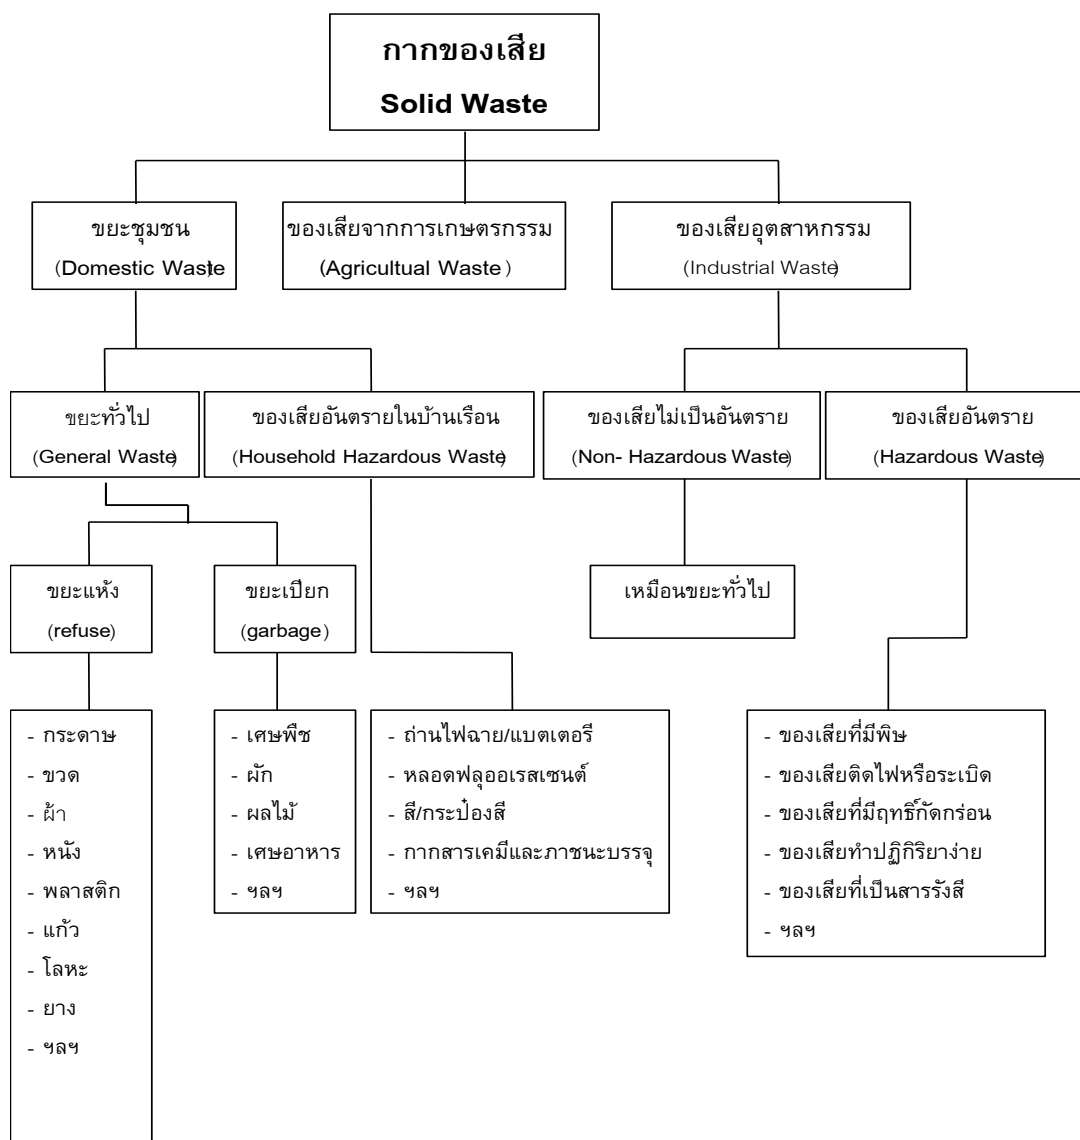 กากของเสีย
Solid Waste
ขยะชุมชน
(Domestic Waste)
ของเสียจากการเกษตรกรรม
(Agricultual Waste)
ของเสียอุตสาหกรรม
(Industrial Waste)
ขยะทั่วไป
(General Waste)
ของเสียอันตรายในบ้านเรือน
(Household Hazardous Waste)
ของเสียไม่เป็นอันตราย
(Non- Hazardous Waste)
ของเสียอันตราย
(Hazardous Waste)
ขยะแห้ง
(refuse)
ขยะเปียก
(garbage)
เหมือนขยะทั่วไป
- กระดาษ
- ขวด
- ผ้า
- หนัง
- พลาสติก
- แก้ว
- โลหะ
- ยาง
- ฯลฯ
- เศษพืช
- ผัก
- ผลไม้
- เศษอาหาร
- ฯลฯ
- ถ่านไฟฉาย/แบตเตอรี
- หลอดฟลุออเรสเซนต์
- สี/กระป๋องสี
- กากสารเคมีและภาชนะบรรจุ
- ฯลฯ
- ของเสียที่มีพิษ
- ของเสียติดไฟหรือระเบิด
- ของเสียที่มีฤทธิ์กัดกร่อน
- ของเสียทำปฏิกิริยาง่าย
- ของเสียที่เป็นสารรังสี
- ฯลฯ